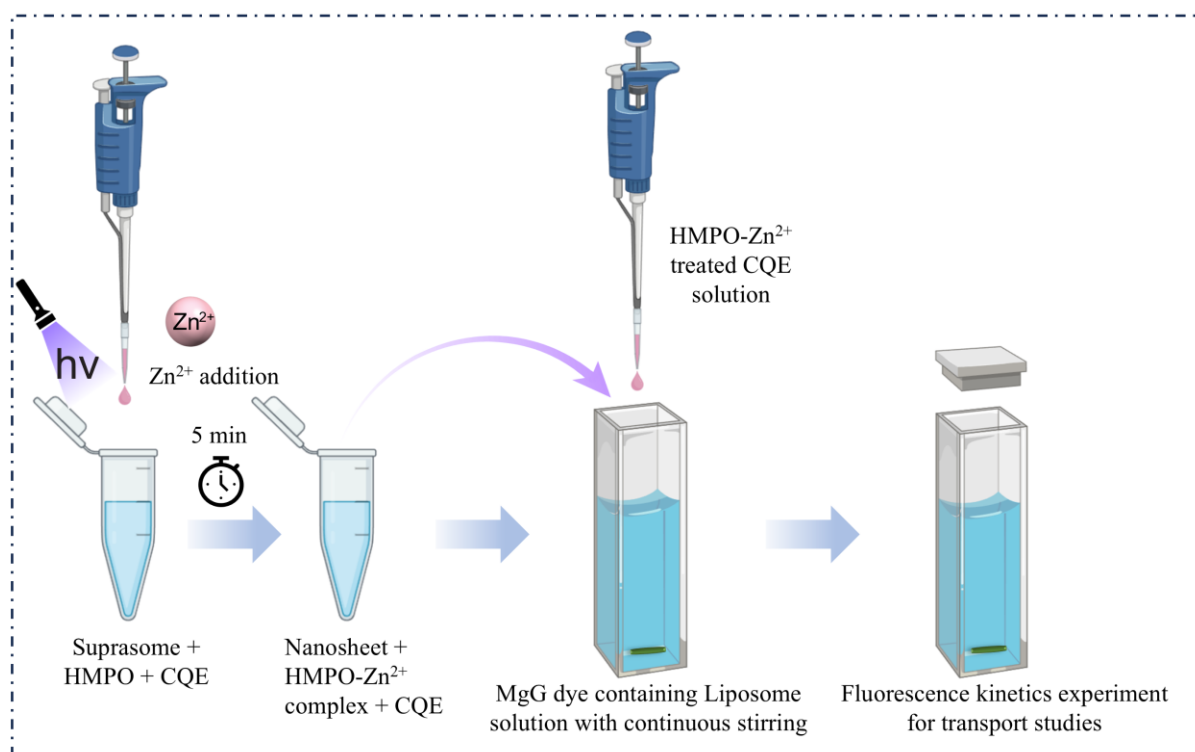 HMPO-Zn²⁺
treated CQE
solution
Zn²⁺
hv
Zn²⁺ addition
5 min
Suprasome +
HMPO + CQE
Nanosheet +
HMPO-Zn²⁺
complex + CQE
MgG dye containing Liposome
solution with continuous stirring
Fluorescence kinetics experiment
for transport studies